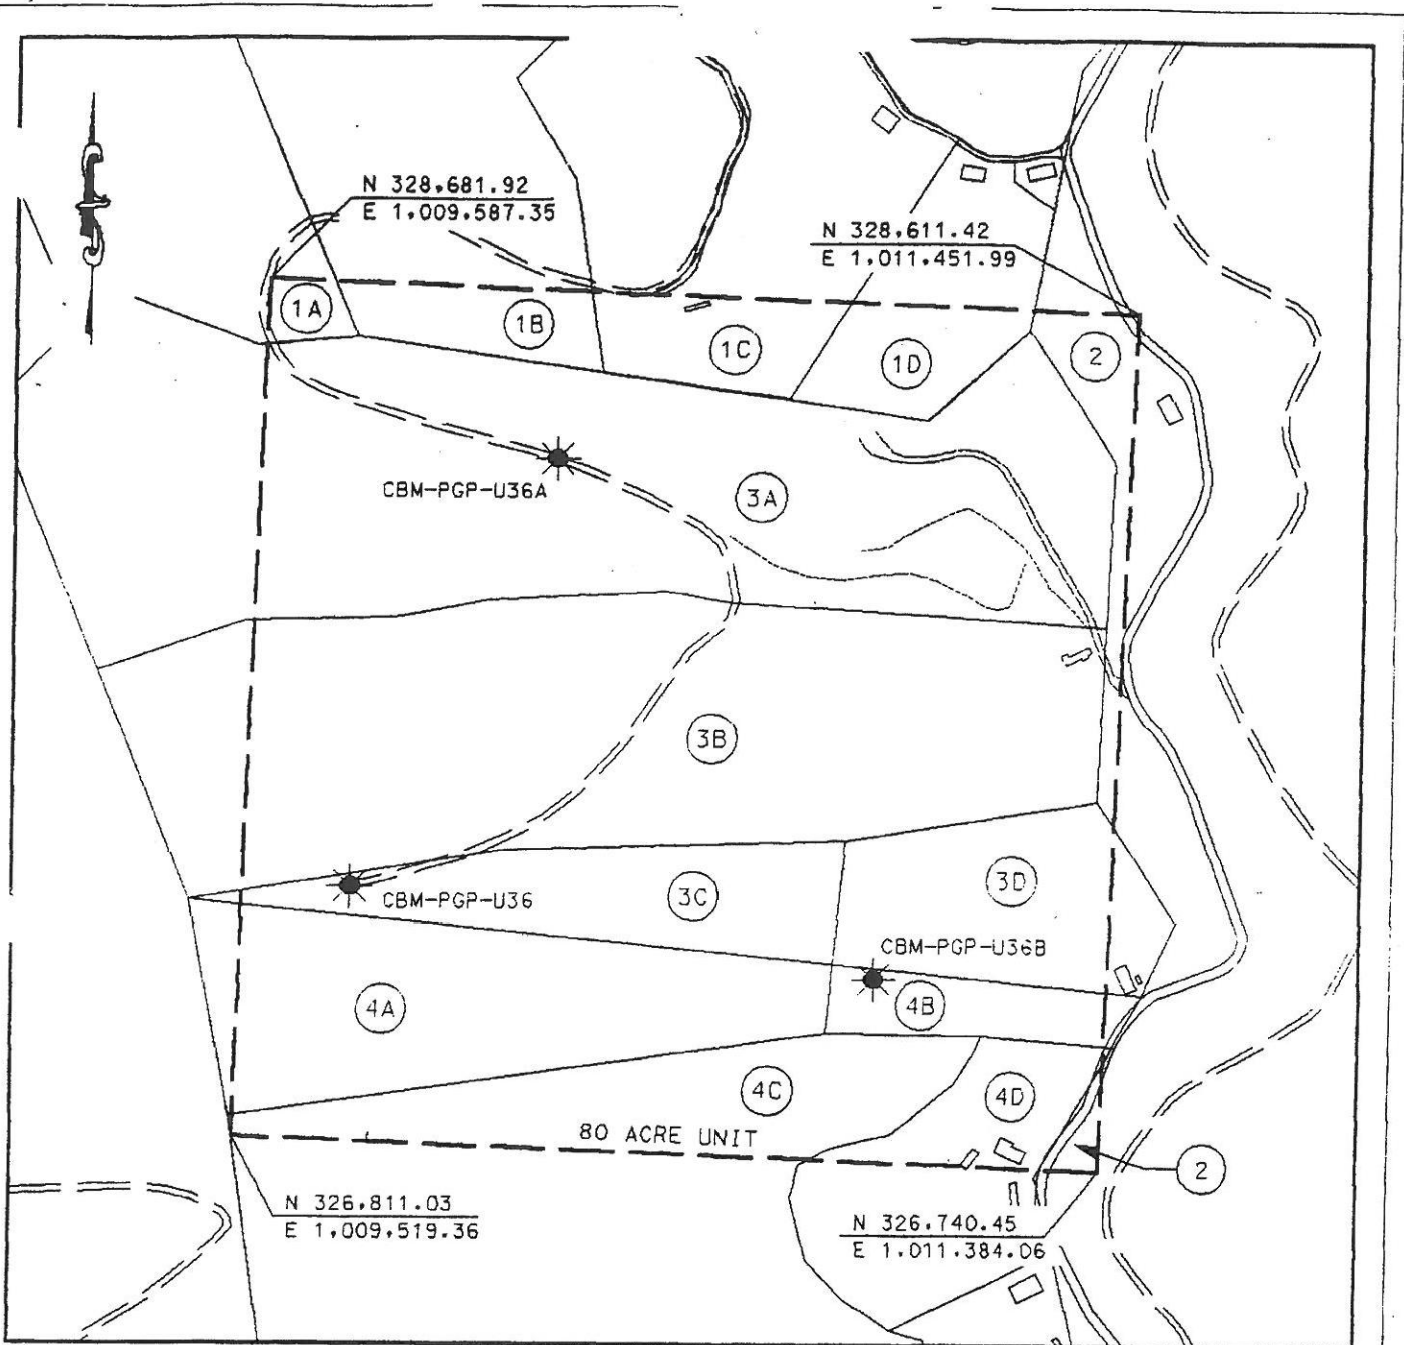 N 328,681.92
E 1,009,587.35
N 328,611.42
E 1,011,451.99
1A
1B
1C
1D
2
CBM-PGP-U36A
3A
3B
CBM-PGP-U36
3C
3D
CBM-PGP-U36B
4A
4B
4C
4D
80 ACRE UNIT
2
N 326,811.03
E 1,009,519.36
N 326,740.45
E 1,011,384.06